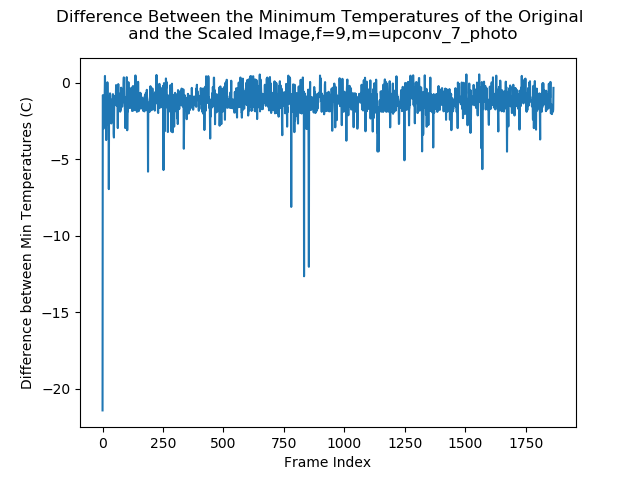 Difference Between the Minimum Temperatures of the Original
and the Scaled Image,f=9,m=upconv_7_photo
0
−5
−10
−15
−20
Difference between Min Temperatures (C)
0 250 500 750 1000 1250 1500 1750
Frame Index